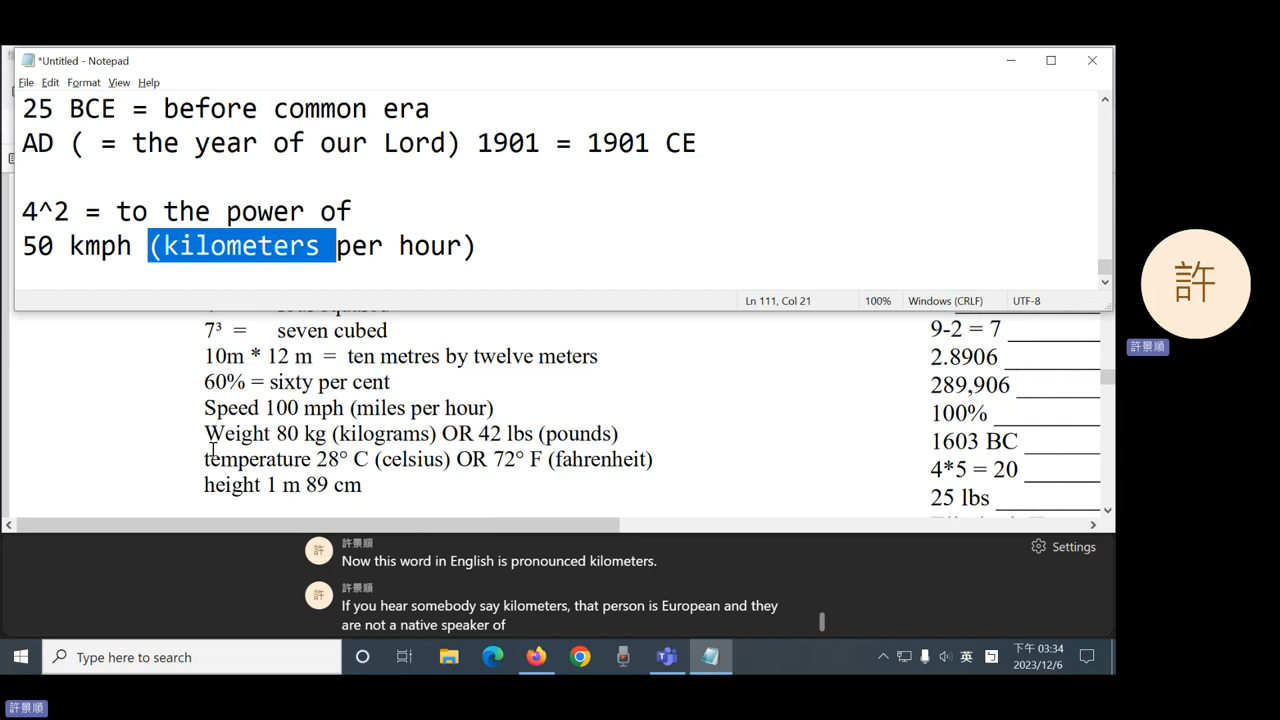 *Untitled - Notepad
File Edit Format View Help
25 BCE = before common era
AD ( = the year of our Lord) 1901 = 1901 CE
4^2 = to the power of
50 kmph (kilometers per hour)
Ln 111, Col 21 100% Windows (CRLF) UTF-8
7³ = seven cubed
10m * 12 m = ten metres by twelve meters
60% = sixty per cent
Speed 100 mph (miles per hour)
Weight 80 kg (kilograms) OR 42 lbs (pounds)
temperature 28° C (celsius) OR 72° F (fahrenheit)
height 1 m 89 cm
9-2 = 7
2.8906
289,906
100%
1603 BC
4*5 = 20
25 lbs
許
許景順
許
許景順
Now this word in English is pronounced kilometers.
許
許景順
If you hear somebody say kilometers, that person is European and they
are not a native speaker of
Settings
Type here to search
英
下午 03:34
2023/12/6
許景順